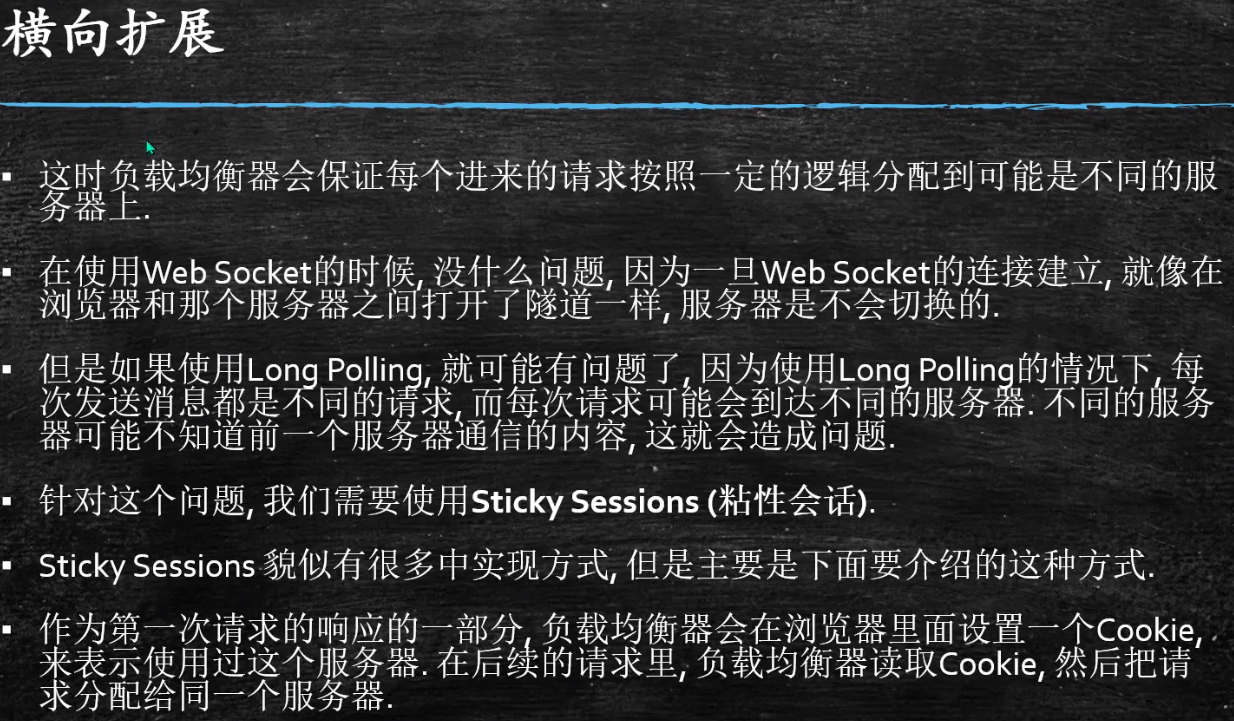 横向扩展
▪ 这时负载均衡器会保证每个进来的请求按照一定的逻辑分配到可能是不同的服
务器上.
▪ 在使用Web Socket的时候, 没什么问题, 因为一旦Web Socket的连接建立, 就像在
浏览器和那个服务器之间打开了隧道一样, 服务器是不会切换的.
▪ 但是如果使用Long Polling, 就可能有问题了, 因为使用Long Polling的情况下, 每
次发送消息都是不同的请求, 而每次请求可能会到达不同的服务器. 不同的服务
器可能不知道前一个服务器通信的内容, 这就会造成问题.
▪ 针对这个问题, 我们需要使用Sticky Sessions (粘性会话).
▪ Sticky Sessions 貌似有很多中实现方式, 但是主要是下面要介绍的这种方式.
▪ 作为第一次请求的响应的一部分, 负载均衡器会在浏览器里面设置一个Cookie,
来表示使用过这个服务器. 在后续的请求里, 负载均衡器读取Cookie, 然后把请
求分配给同一个服务器.